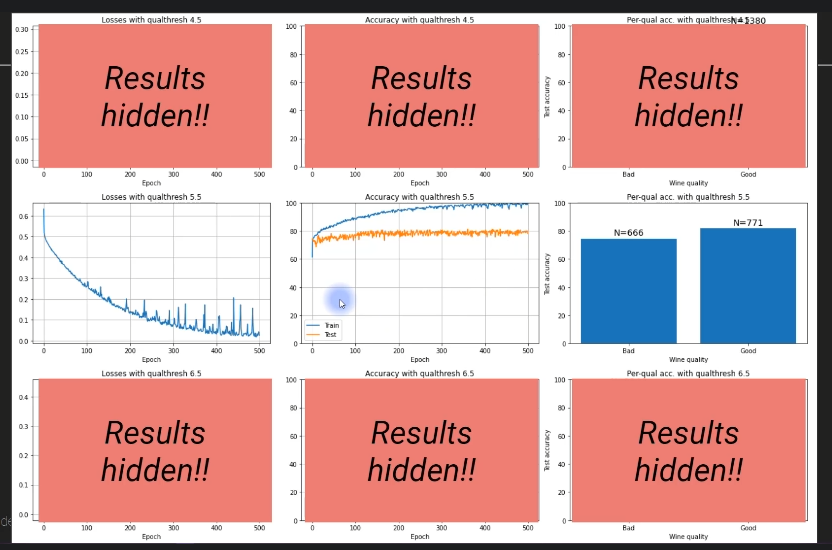 Losses with qualthresh 4.5
0.30
0.25
0.20
0.15
0.10
0.05
0.00
Results
hidden!!
0 100 200 300 400 500
Epoch
Accuracy with qualthresh 4.5
100
80
60
40
20
0
Results
hidden!!
0 100 200 300 400 500
Epoch
Per-qual acc. with qualthresh 4.5
N=1380
Test accuracy
100
80
60
40
20
0
Results
hidden!!
Bad Good
Wine quality
Losses with qualthresh 5.5
0.6
0.5
0.4
0.3
0.2
0.1
0.0
0 100 200 300 400 500
Epoch
Accuracy with qualthresh 5.5
100
80
60
40
20
0
Train
Test
0 100 200 300 400 500
Epoch
Per-qual acc. with qualthresh 5.5
Test accuracy
100
80
60
40
20
0
N=666
N=771
Bad Good
Wine quality
Losses with qualthresh 6.5
0.4
0.3
0.2
0.1
0.0
Results
hidden!!
0 100 200 300 400 500
Epoch
Accuracy with qualthresh 6.5
100
80
60
40
20
0
Results
hidden!!
0 100 200 300 400 500
Epoch
Per-qual acc. with qualthresh 6.5
Test accuracy
100
80
60
40
20
0
Results
hidden!!
Bad Good
Wine quality